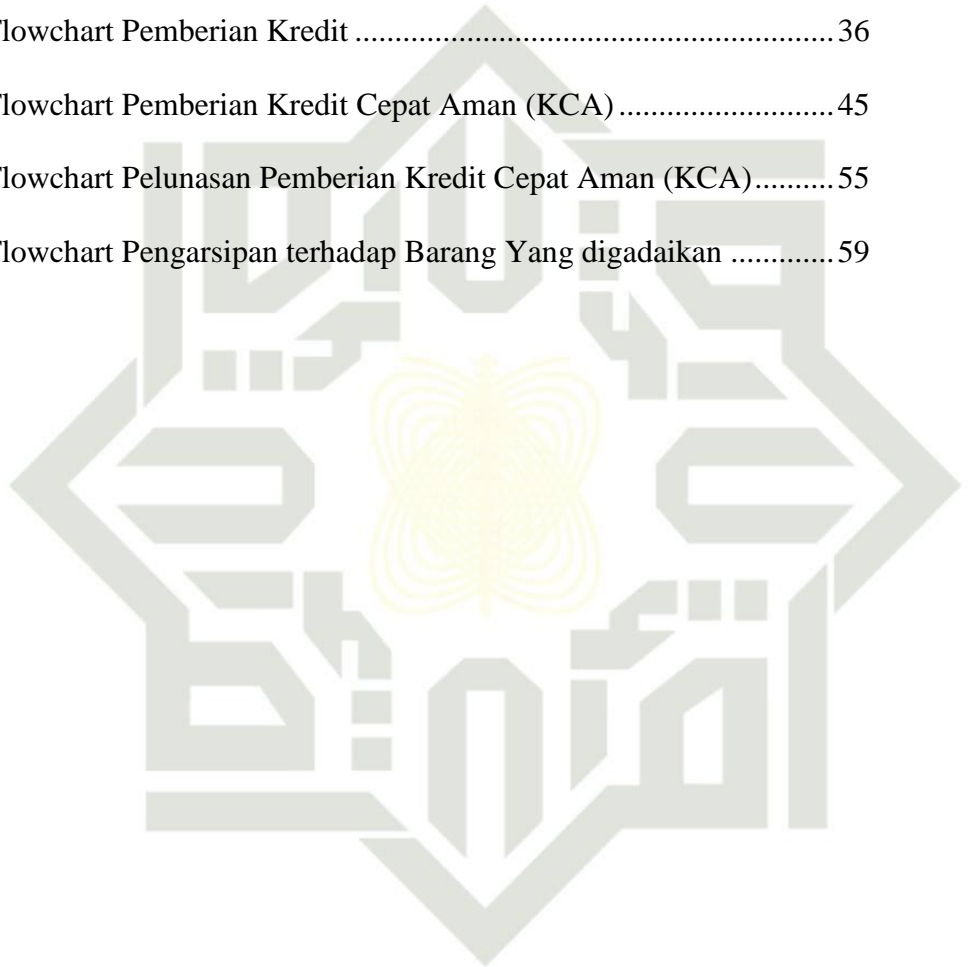 Flowchart Pemberian Kredit ............................................................ 36
Flowchart Pemberian Kredit Cepat Aman (KCA) ........................... 45
Flowchart Pelunasan Pemberian Kredit Cepat Aman (KCA).......... 55
Flowchart Pengarsipan terhadap Barang Yang digadaikan ............. 59